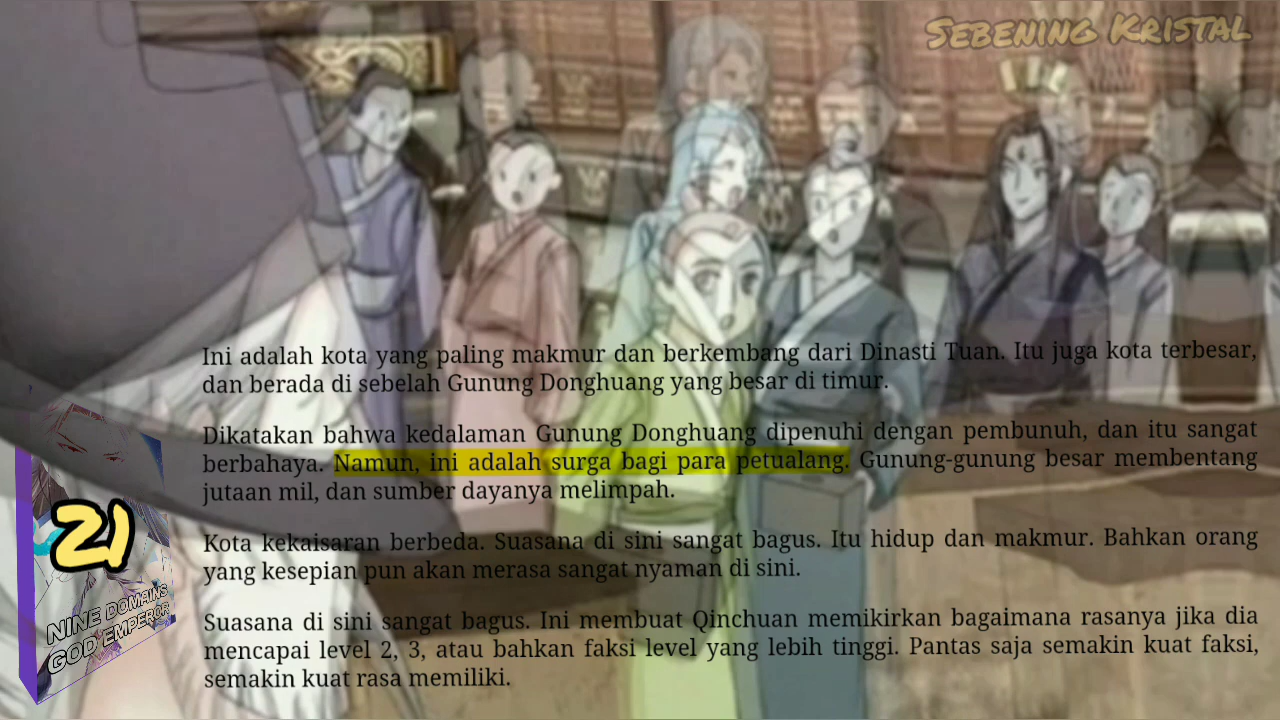 Sebening Kristal
Ini adalah kota yang paling makmur dan berkembang dari Dinasti Tuan. Itu juga kota terbesar,
dan berada di sebelah Gunung Donghuang yang besar di timur.
Dikatakan bahwa kedalaman Gunung Donghuang dipenuhi dengan pembunuh, dan itu sangat
berbahaya. Namun, ini adalah surga bagi para petualang. Gunung-gunung besar membentang
jutaan mil, dan sumber dayanya melimpah.
Kota kekaisaran berbeda. Suasana di sini sangat bagus. Itu hidup dan makmur. Bahkan orang
yang kesepian pun akan merasa sangat nyaman di sini.
Suasana di sini sangat bagus. Ini membuat Qinchuan memikirkan bagaimana rasanya jika dia
mencapai level 2, 3, atau bahkan faksi level yang lebih tinggi. Pantas saja semakin kuat faksi,
semakin kuat rasa memiliki.
21
NINE DOMAINS
GOD EMPEROR